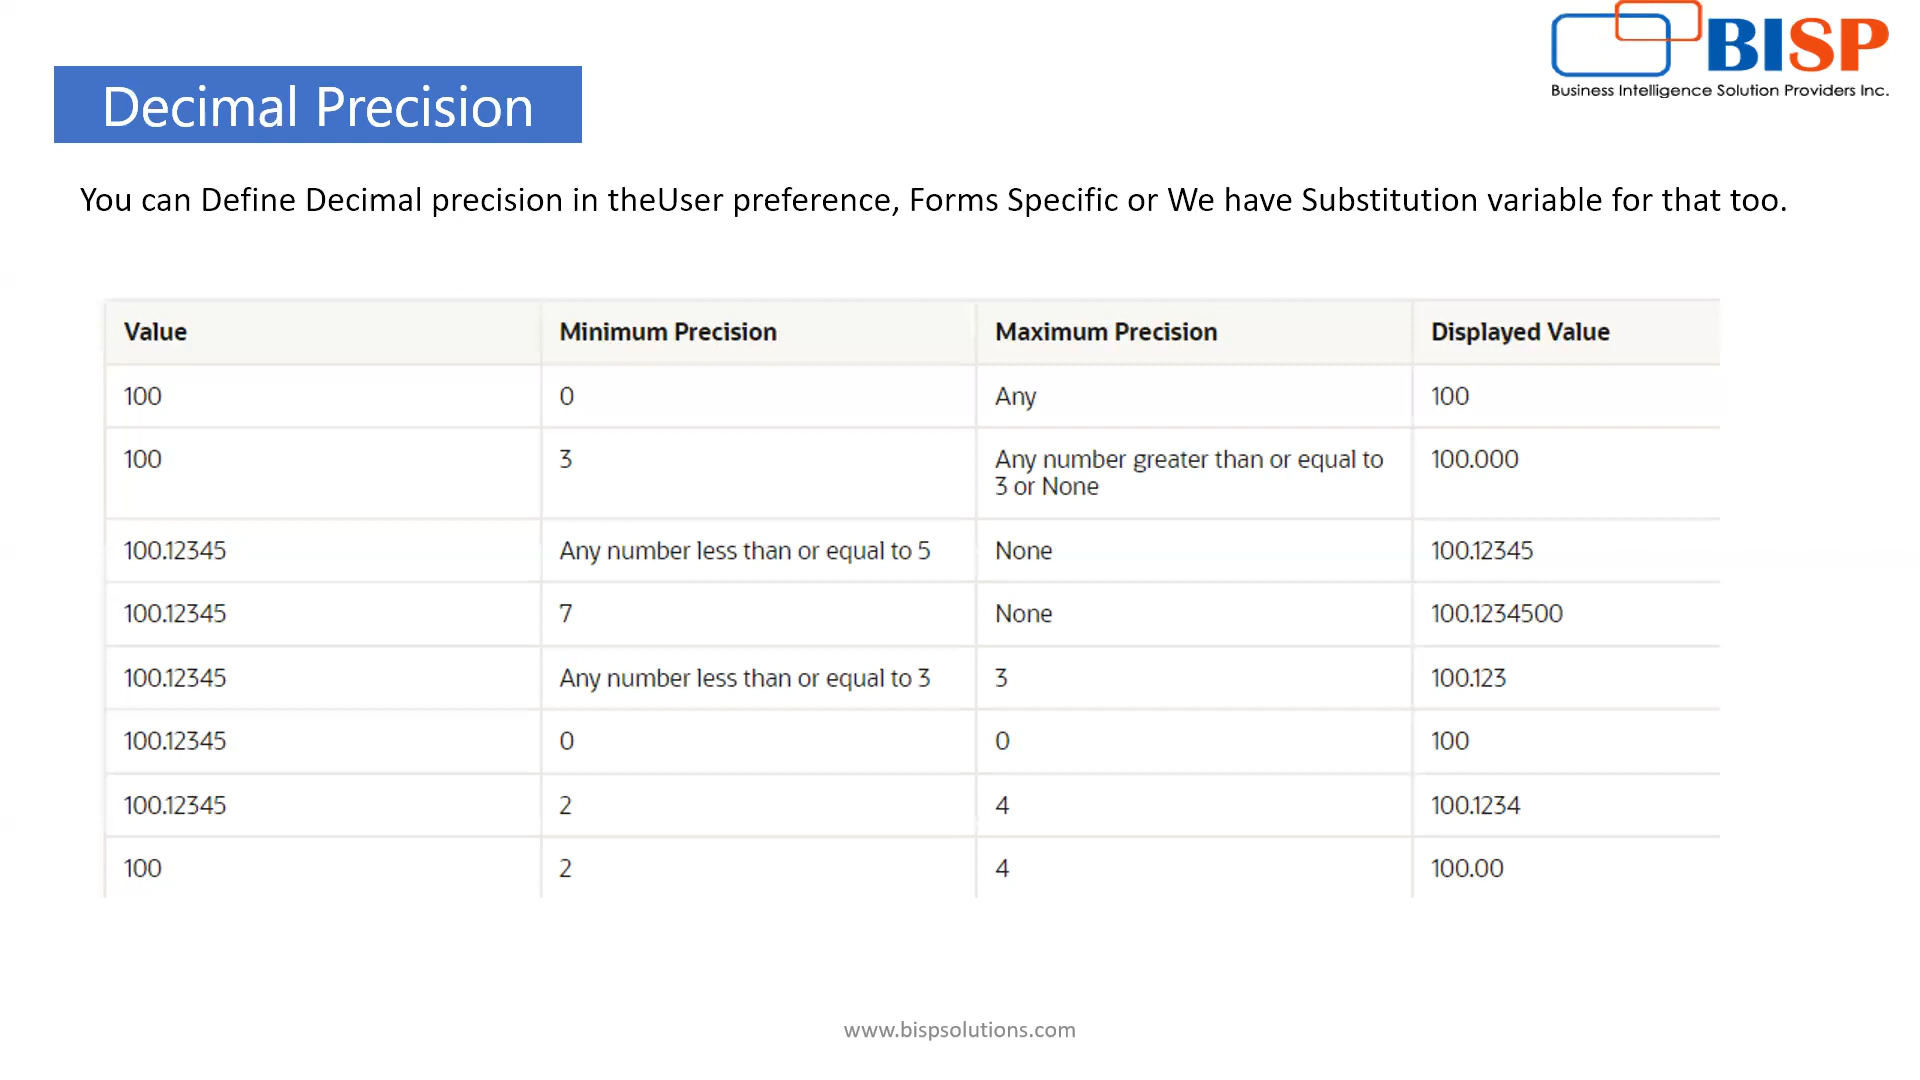 BISP
Business Intelligence Solution Providers Inc.
Decimal Precision
You can Define Decimal precision in theUser preference, Forms Specific or We have Substitution variable for that too.
Value Minimum Precision Maximum Precision Displayed Value
100 0 Any 100
100 3 Any number greater than or equal to 100.000
3 or None
100.12345 Any number less than or equal to 5 None 100.12345
100.12345 7 None 100.1234500
100.12345 Any number less than or equal to 3 3 100.123
100.12345 0 0 100
100.12345 2 4 100.1234
100 2 4 100.00
www.bispsolutions.com